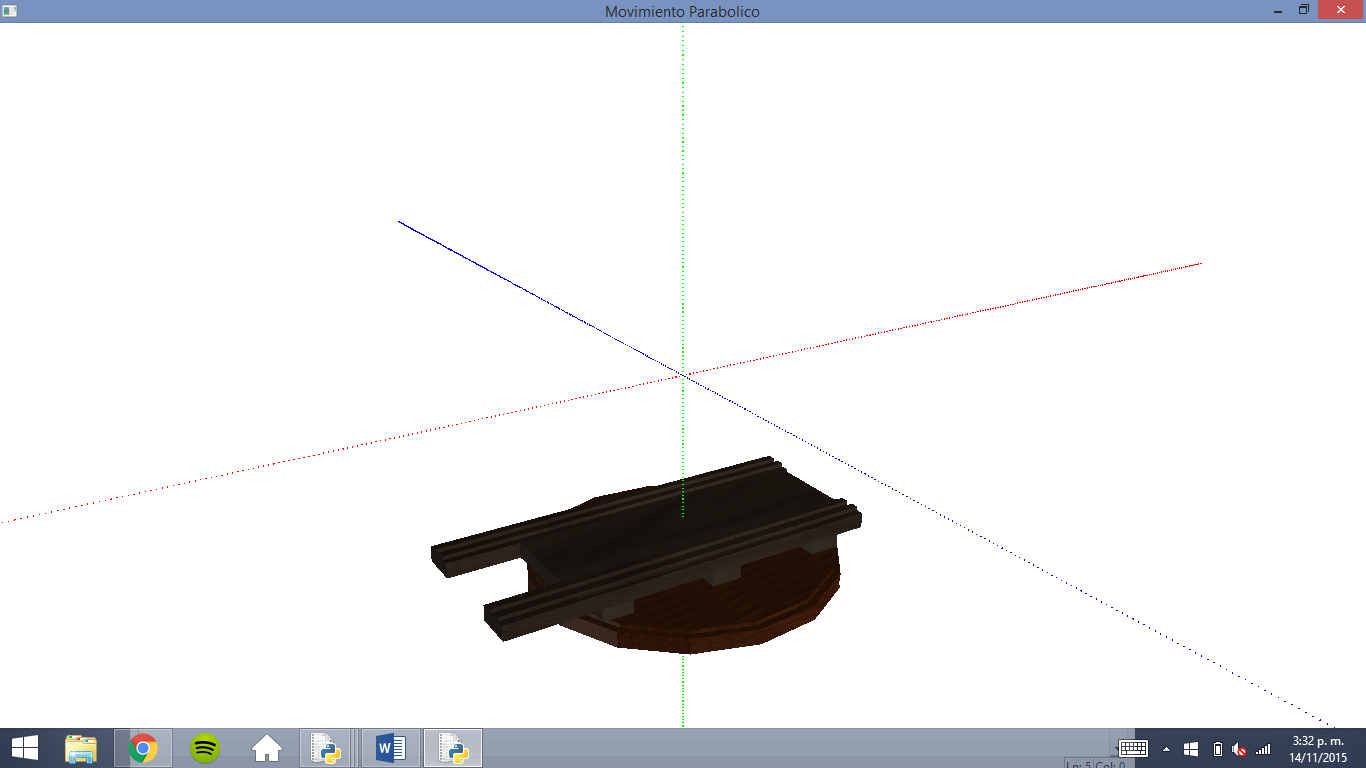 Movimiento Parabolico
W
3:32 p. m.
Ln: 5 Col: 0
14/11/2015